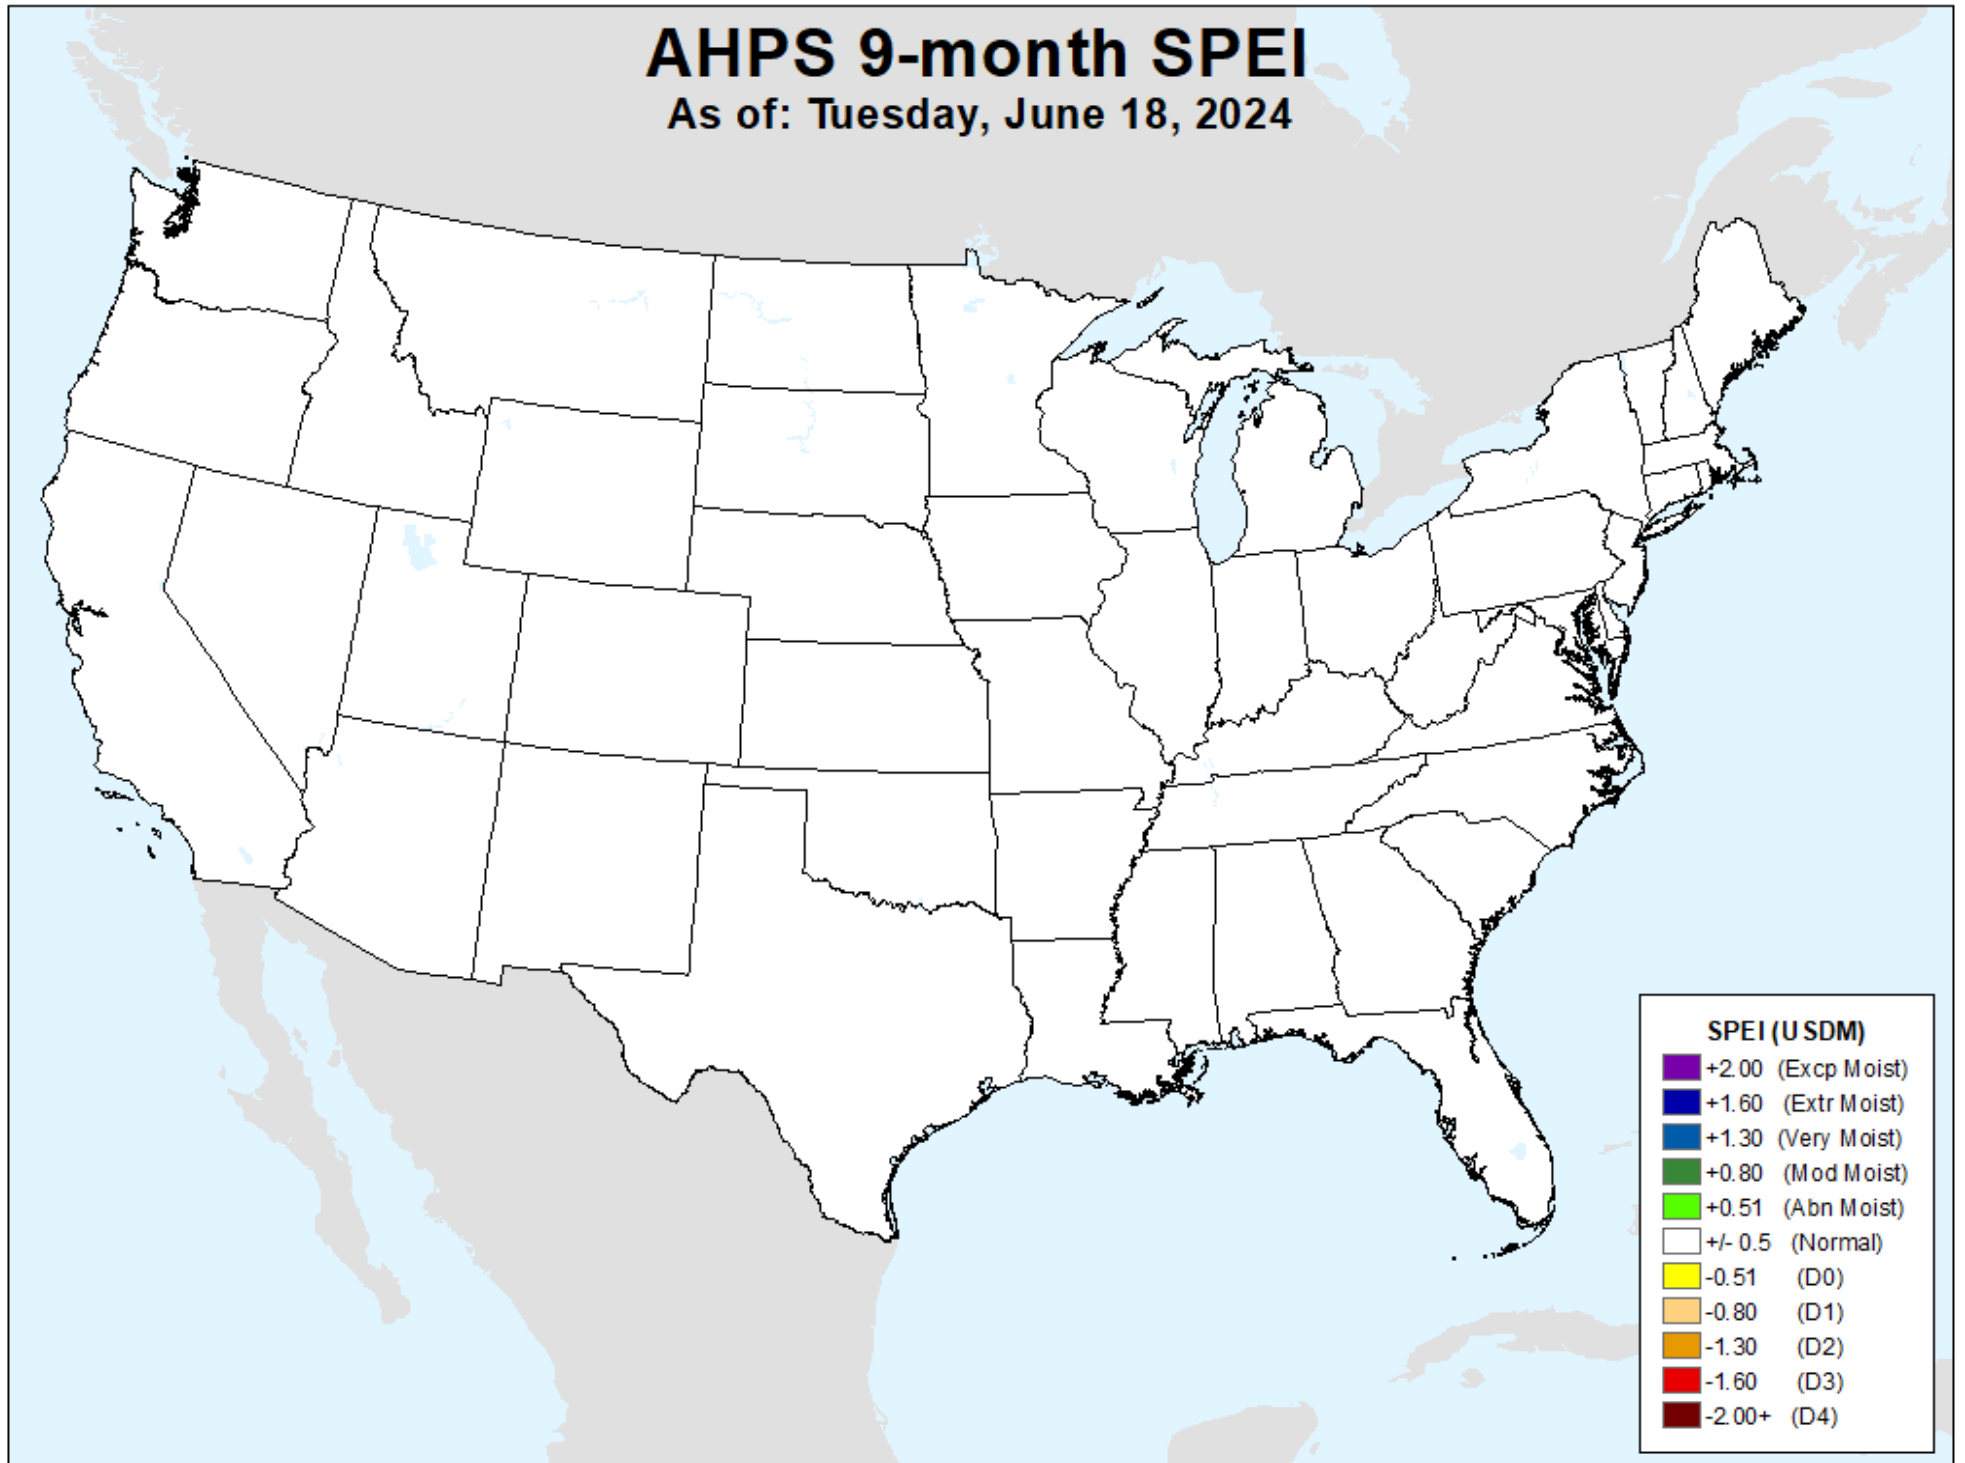 AHPS 9-month SPEI
As of: Tuesday, June 18, 2024
SPEI (USDM)
+2.00 (Excp Moist)
+1.60 (Extr Moist)
+1.30 (Very Moist)
+0.80 (Mod Moist)
+0.51 (Abn Moist)
+/- 0.5 (Normal)
-0.51 (D0)
-0.80 (D1)
-1.30 (D2)
-1.60 (D3)
-2.00+ (D4)